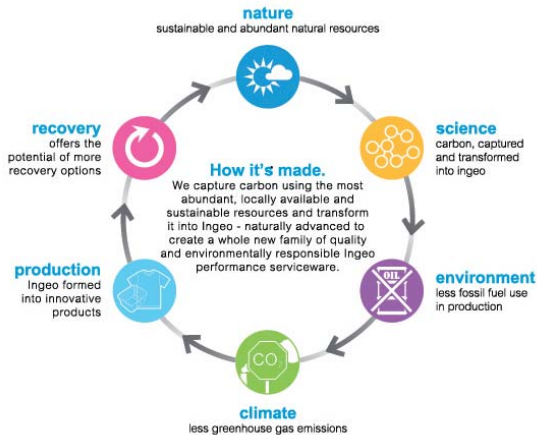 nature
sustainable and abundant natural resources
science
carbon, captured
and transformed
into ingeo
environment
less fossil fuel use
in production
OIL
climate
less greenhouse gas emissions
CO2
production
Ingeo formed
into innovative
products
recovery
offers the
potential of more
recovery options
How it's made.
We capture carbon using the most
abundant, locally available and
sustainable resources and transform
it into Ingeo - naturally advanced to
create a whole new family of quality
and environmentally responsible Ingeo
performance serviceware.